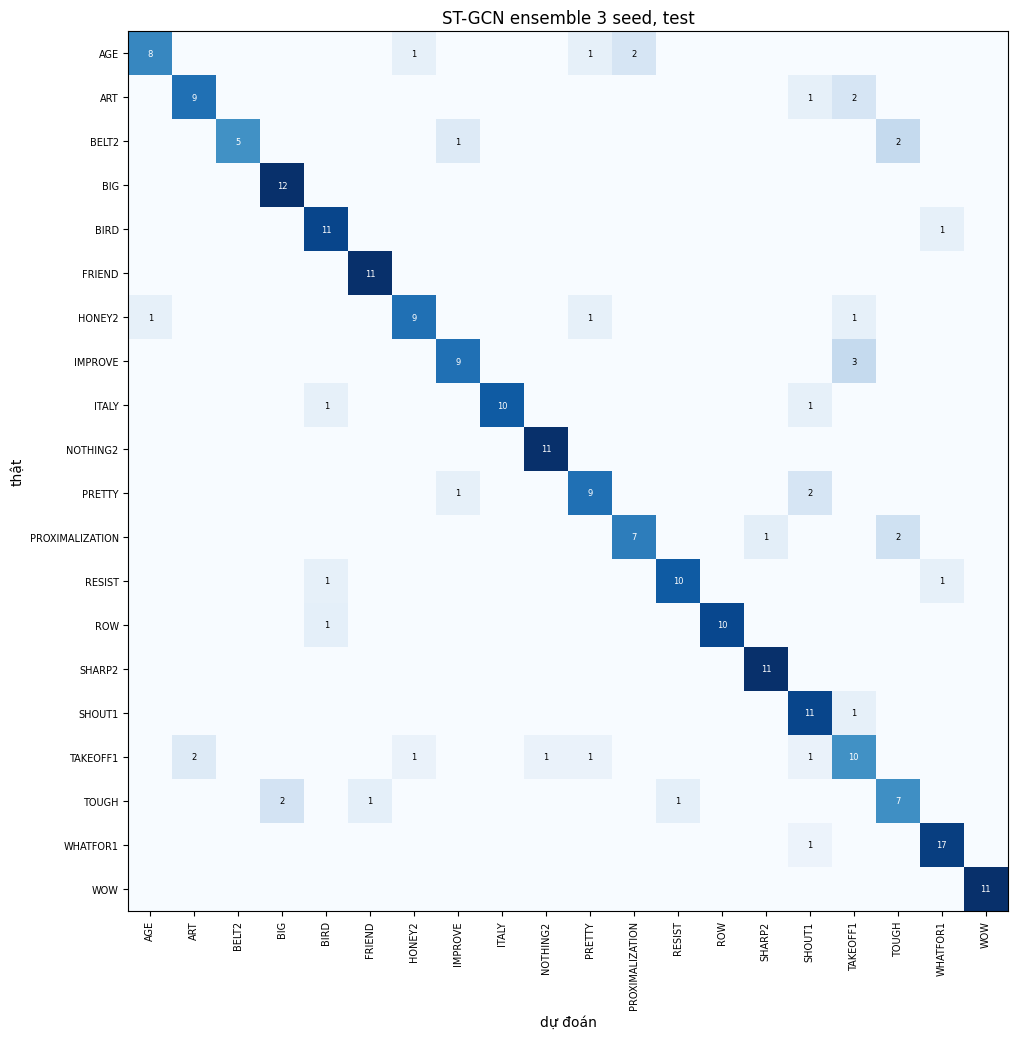 ST-GCN ensemble 3 seed, test
AGE 8 1 1 2
ART 9 1 2
BELT2 5 1 2
BIG 12
BIRD 11 1
FRIEND 11
HONEY2 1 9 1 1
IMPROVE 9 3
ITALY 1 10 1
NOTHING2 11
PRETTY 1 9 2
PROXIMALIZATION 7 1 2
RESIST 1 10 1
ROW 1 10
SHARP2 11
SHOUT1 11 1
TAKEOFF1 2 1 1 1 1 10
TOUGH 2 1 1 7
WHATFOR1 1 17
WOW 11
thật
AGE ART BELT2 BIG BIRD FRIEND HONEY2 IMPROVE ITALY NOTHING2 PRETTY PROXIMALIZATION RESIST ROW SHARP2 SHOUT1 TAKEOFF1 TOUGH WHATFOR1 WOW
dự đoán